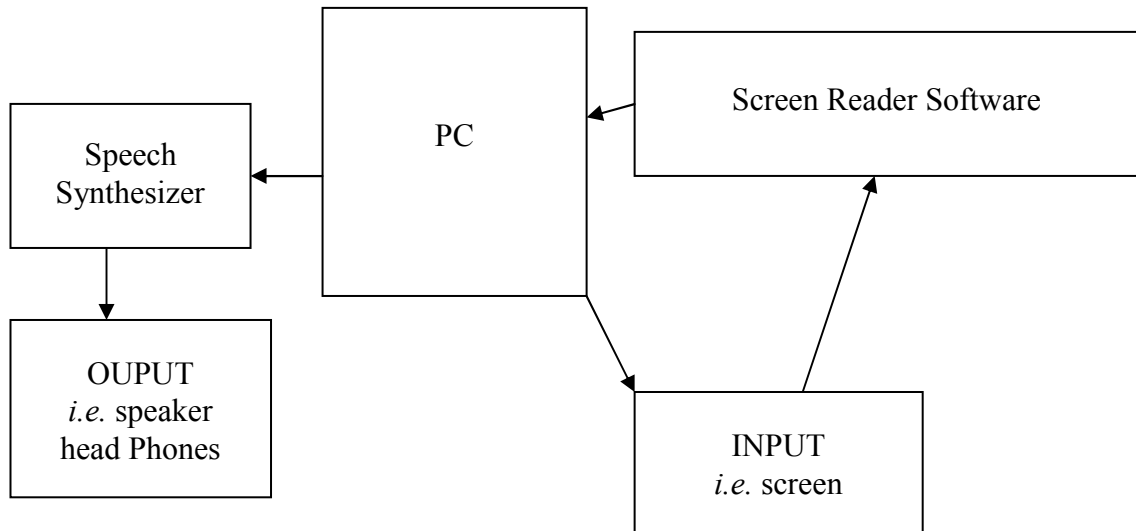 PC
Screen Reader Software
Speech
Synthesizer
OUPUT
i.e. speaker
head Phones
INPUT
i.e. screen